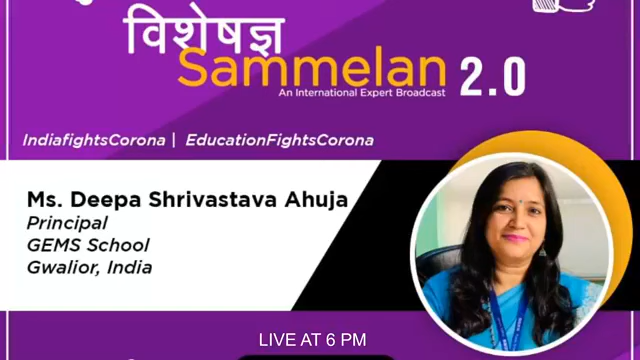 विशेषज्ञ
Sammelan 2.0
An International Expert Broadcast
IndiafightsCorona | EducationFightsCorona
Ms. Deepa Shrivastava Ahuja
Principal
GEMS School
Gwalior, India
LIVE AT 6 PM